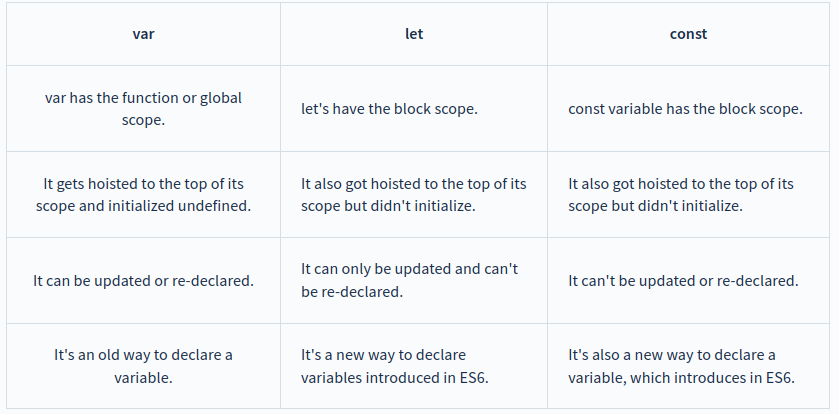 var
let
const
var has the function or global
scope.
let's have the block scope.
const variable has the block scope.
It gets hoisted to the top of its
scope and initialized undefined.
It also got hoisted to the top of its
scope but didn't initialize.
It also got hoisted to the top of its
scope but didn't initialize.
It can be updated or re-declared.
It can only be updated and can't
be re-declared.
It can't be updated or re-declared.
It's an old way to declare a
variable.
It's a new way to declare
variables introduced in ES6.
It's also a new way to declare a
variable, which introduces in ES6.